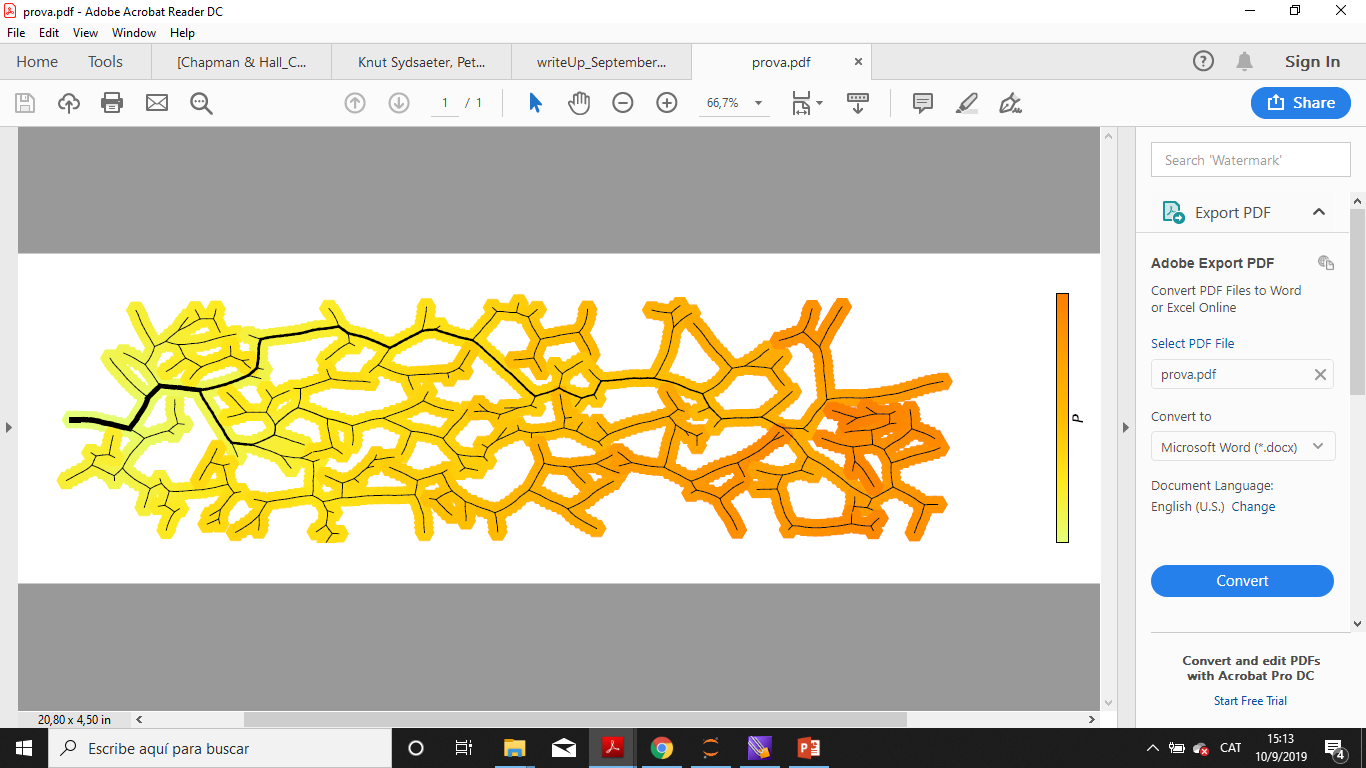 prova.pdf - Adobe Acrobat Reader DC
File Edit View Window Help
Home Tools [Chapman & Hall_C... Knut Sydsaeter, Pet... writeUp_September... prova.pdf Sign In
1 / 1 66,7% Share
Search 'Watermark'
Export PDF
Adobe Export PDF
Convert PDF Files to Word
or Excel Online
Select PDF File
prova.pdf
Convert to
Microsoft Word (*.docx)
Document Language:
English (U.S.) Change
Convert
Convert and edit PDFs
with Acrobat Pro DC
Start Free Trial
P
20,80 x 4,50 in
Escribe aquí para buscar
CAT
15:13
10/9/2019
4